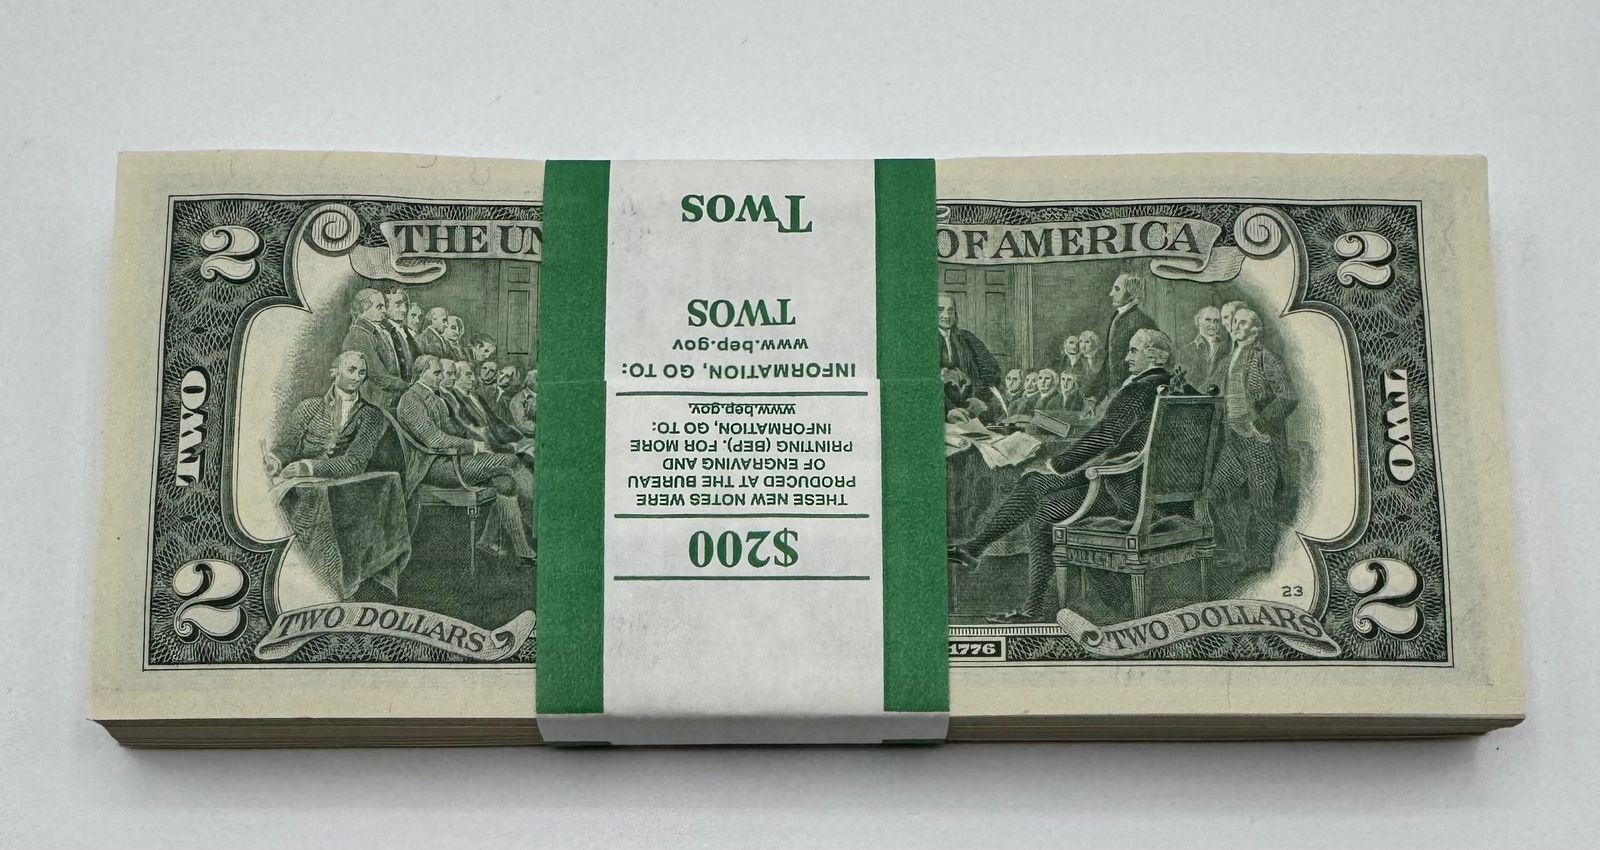 2
THE UN
OF AMERICA
2
TWO
TWO
2
TWO DOLLARS
1776
23
TWO DOLLARS
2
$200
THESE NEW NOTES WERE
PRODUCED AT THE BUREAU
OF ENGRAVING AND
PRINTING (BEP). FOR MORE
INFORMATION, GO TO:
www.bep.gov.
INFORMATION, GO TO:
www.bep.gov
TWOS
TWOS